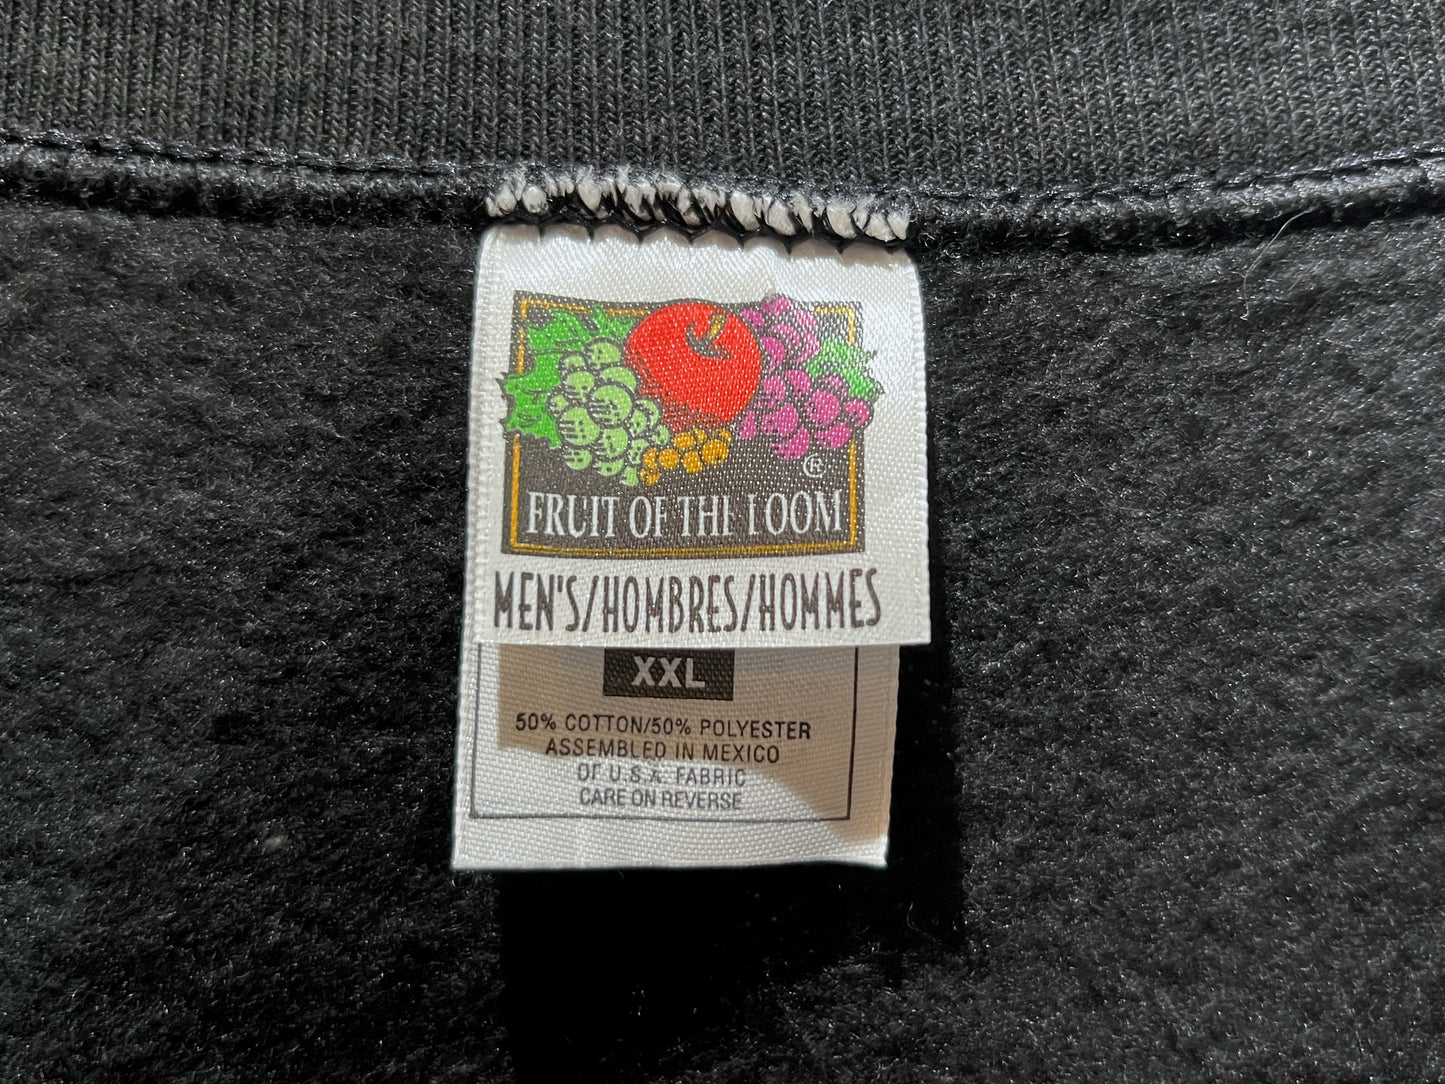 ®
FRUIT OF THE LOOM
MEN'S/HOMBRES/HOMMES
XXL
50% COTTON/50% POLYESTER
ASSEMBLED IN MEXICO
OF U.S.A. FABRIC
CARE ON REVERSE